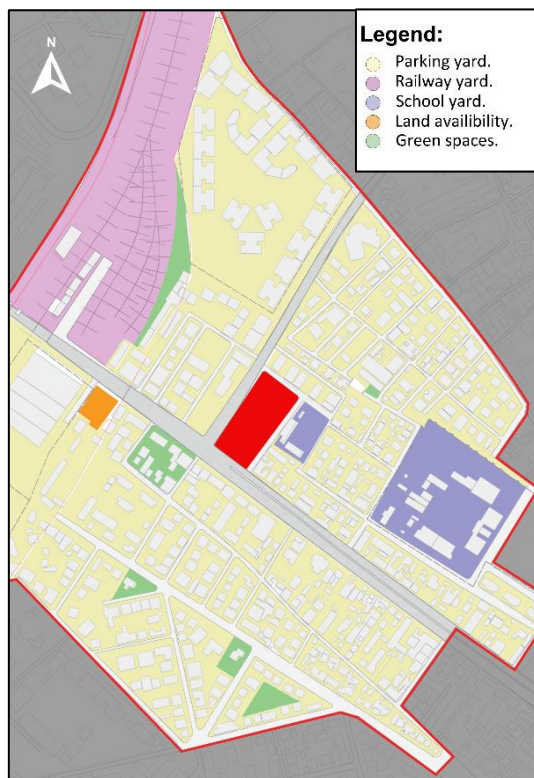 Legend:
N
Parking yard.
Railway yard.
School yard.
Land availibility.
Green spaces.